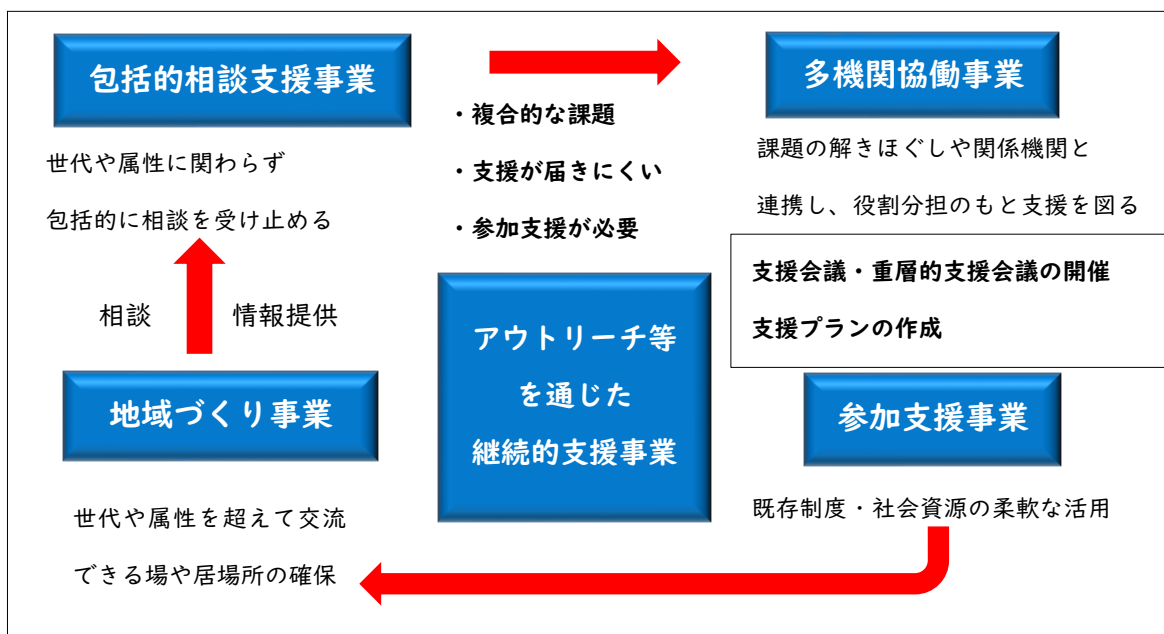 包括的相談支援事業
世代や属性に関わらず
包括的に相談を受け止める
・複合的な課題
・支援が届きにくい
・参加支援が必要
多機関協働事業
課題の解きほぐしや関係機関と
連携し、役割分担のもと支援を図る
支援会議・重層的支援会議の開催
支援プランの作成
相談
情報提供
アウトリーチ等
を通じた
継続的支援事業
地域づくり事業
世代や属性を超えて交流
できる場や居場所の確保
参加支援事業
既存制度・社会資源の柔軟な活用